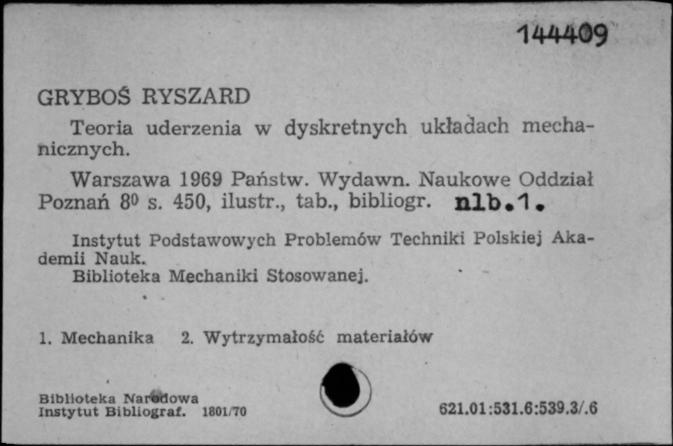 144409
GRYBOŚ RYSZARD
Teoria uderzenia w dyskretnych układach mecha-
nicznych.
Warszawa 1969 Państw. Wydawn. Naukowe Oddział
Poznań 8⁰ s. 450, ilustr., tab., bibliogr. nlb.1.
Instytut Podstawowych Problemów Techniki Polskiej Aka-
demii Nauk.
Biblioteka Mechaniki Stosowanej.
1. Mechanika 2. Wytrzymałość materiałów
Biblioteka Narodowa
Instytut Bibliograf. 1801/70
621.01:531.6:539.3/.6